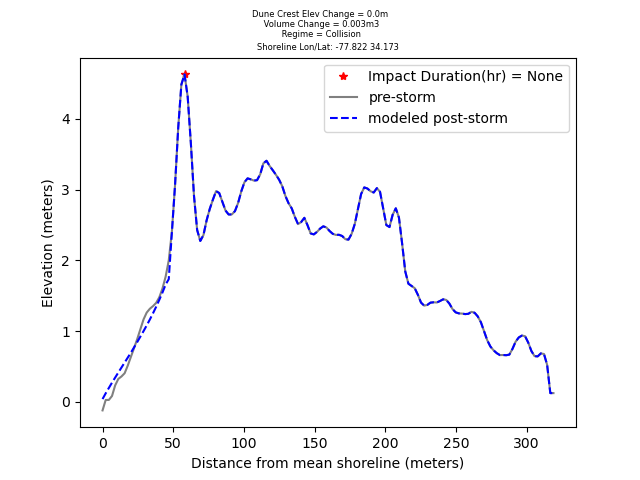 Dune Crest Elev Change = 0.0m
Volume Change = 0.003m3
Regime = Collision
Shoreline Lon/Lat: -77.822 34.173
Impact Duration(hr) = None
pre-storm
modeled post-storm
Elevation (meters)
4
3
2
1
0
0 50 100 150 200 250 300
Distance from mean shoreline (meters)